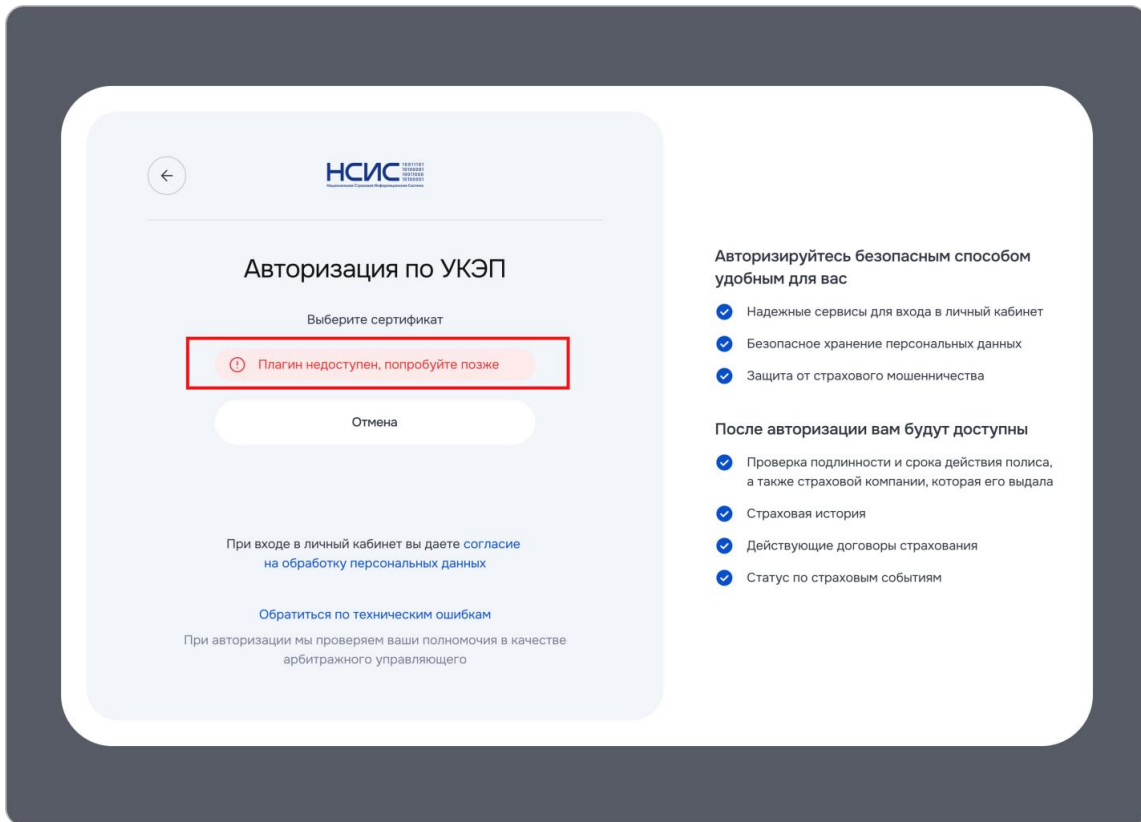 НСИС
Национальная Страховая Информационная Система
Авторизация по УКЭП
Выберите сертификат
Плагин недоступен, попробуйте позже
Отмена
При входе в личный кабинет вы даете согласие
на обработку персональных данных
Обратиться по техническим ошибкам
При авторизации мы проверяем ваши полномочия в качестве
арбитражного управляющего
Авторизируйтесь безопасным способом
удобным для вас
Надежные сервисы для входа в личный кабинет
Безопасное хранение персональных данных
Защита от страхового мошенничества
После авторизации вам будут доступны
Проверка подлинности и срока действия полиса,
а также страховой компании, которая его выдала
Страховая история
Действующие договоры страхования
Статус по страховым событиям